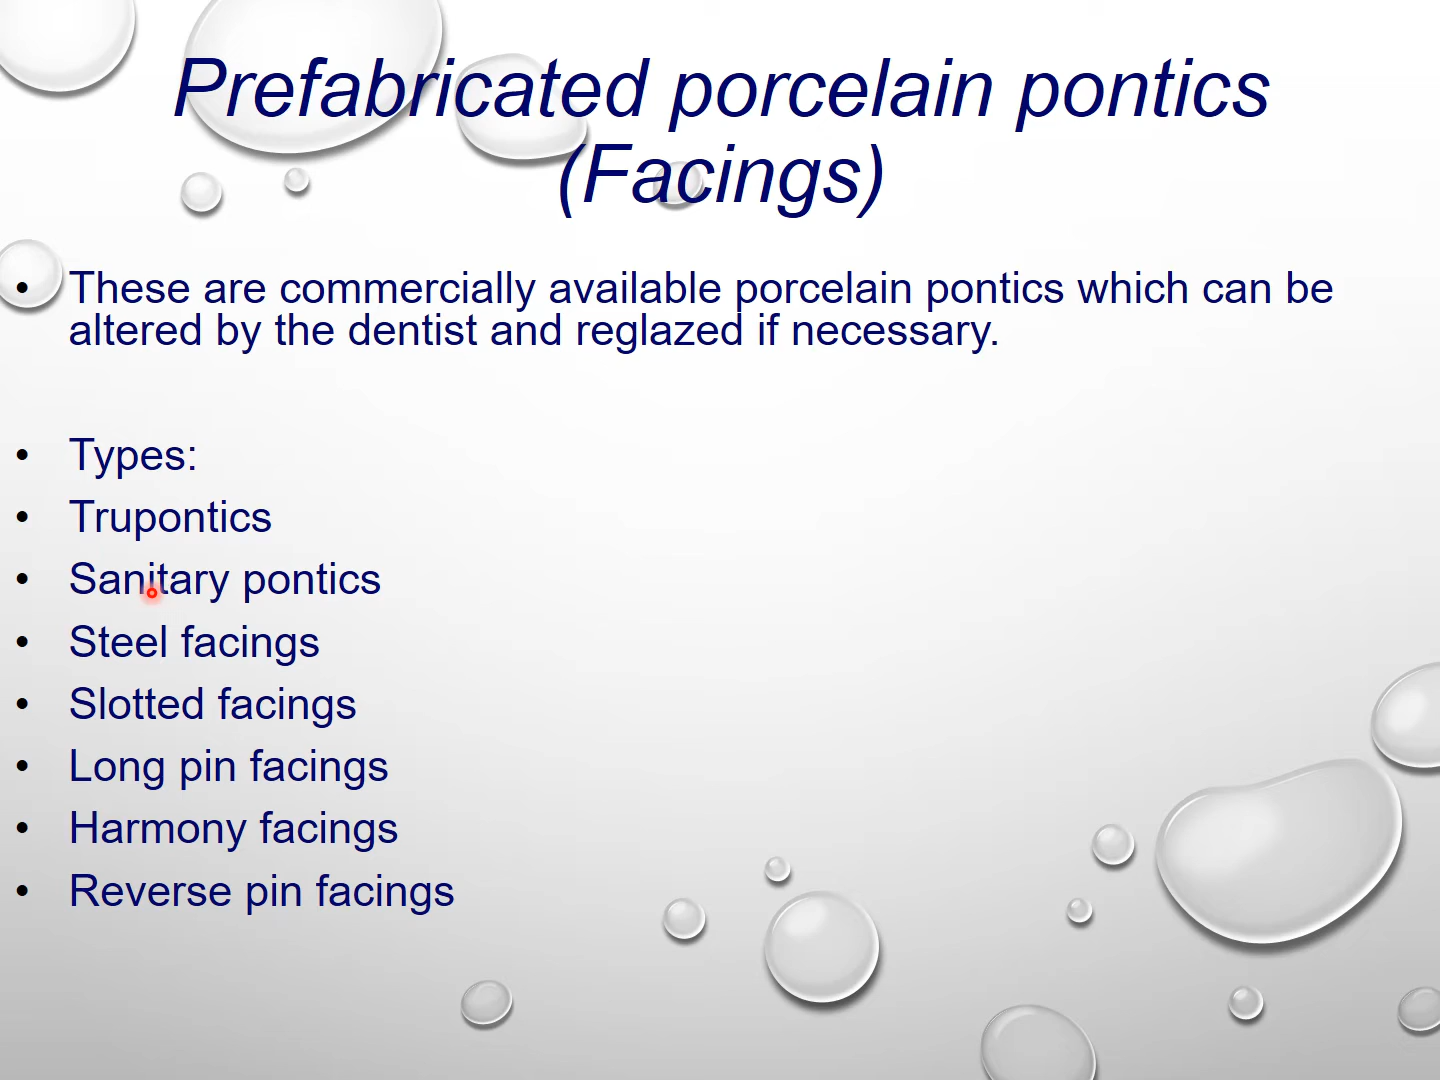 Prefabricated porcelain pontics
(Facings)
• These are commercially available porcelain pontics which can be
altered by the dentist and reglazed if necessary.
• Types:
• Trupontics
• Sanitary pontics
• Steel facings
• Slotted facings
• Long pin facings
• Harmony facings
• Reverse pin facings